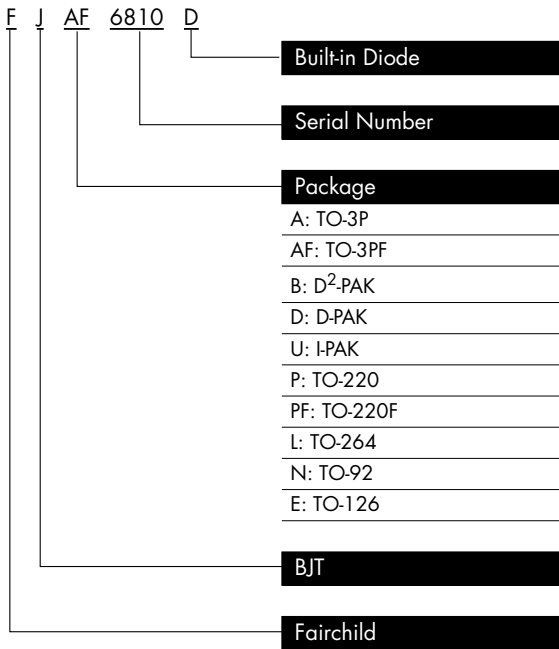 F J AF 6810 D
Built-in Diode
Serial Number
Package
A: TO-3P
AF: TO-3PF
B: D²-PAK
D: D-PAK
U: I-PAK
P: TO-220
PF: TO-220F
L: TO-264
N: TO-92
E: TO-126
BJT
Fairchild